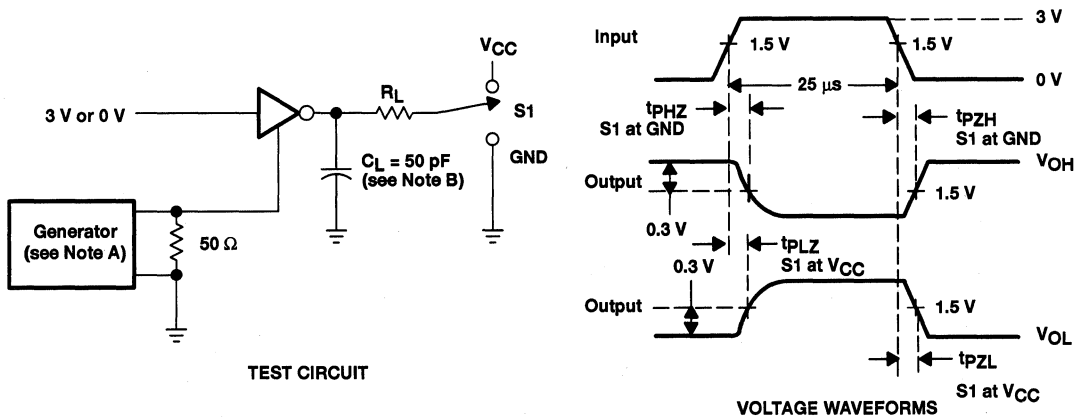 3 V or 0 V
RL
VCC
S1
GND
CL = 50 pF
(see Note B)
Generator
(see Note A)
50 Ω
TEST CIRCUIT
Input
1.5 V
1.5 V
3 V
0 V
25 μs
tPHZ
S1 at GND
tPZH
S1 at GND
VOH
Output
1.5 V
0.3 V
tPLZ
S1 at VCC
0.3 V
Output
1.5 V
VOL
tPZL
S1 at VCC
VOLTAGE WAVEFORMS